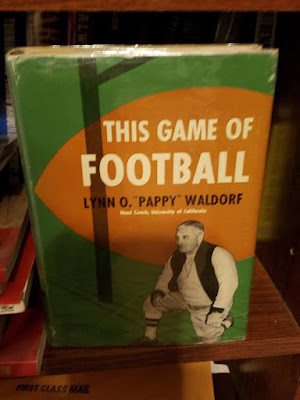 THIS GAME OF
FOOTBALL
LYNN O. "PAPPY" WALDORF
Head Coach, University of California
FIRST CLASS MAIL